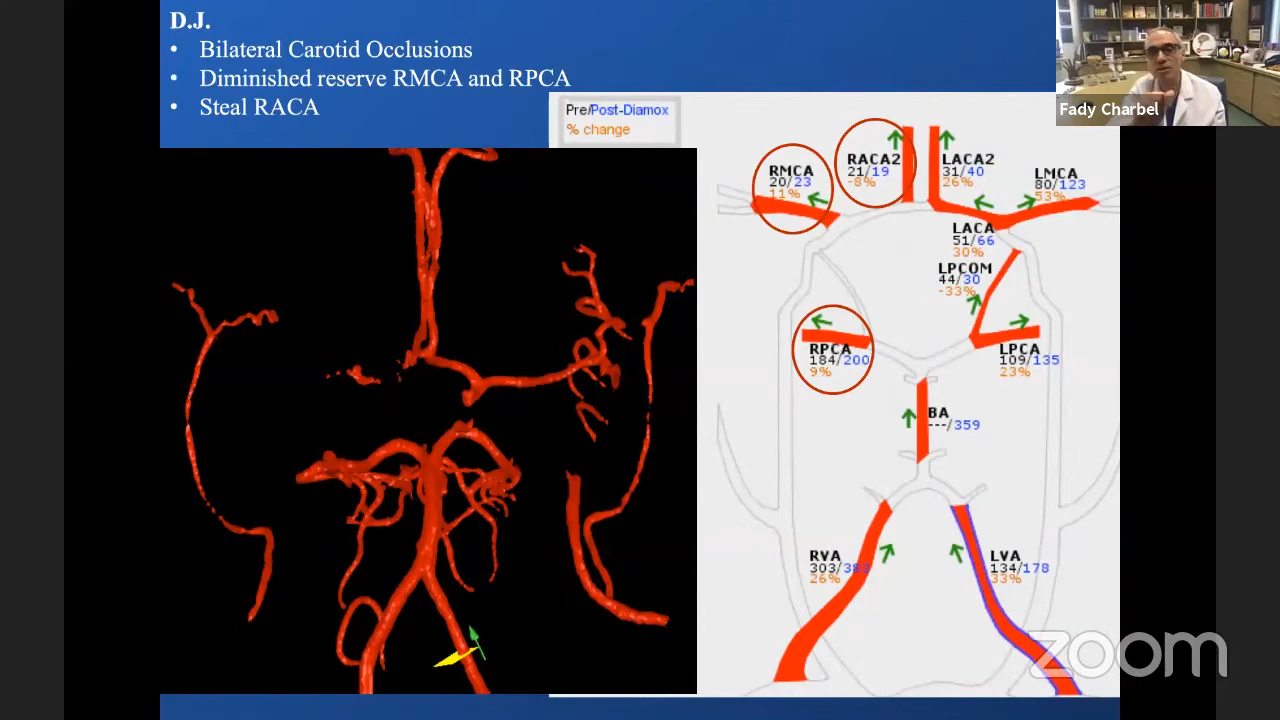 D.J.
• Bilateral Carotid Occlusions
• Diminished reserve RMCA and RPCA
• Steal RACA
Fady Charbel
Pre/Post-Diamox
% change
RMCA
20/23
11%
RACA2
21/19
-8%
LACA2
31/40
26%
LMCA
80/123
53%
LACA
51/66
30%
LPCOM
44/30
-33%
RPCA
184/200
9%
LPCA
109/135
23%
BA
---/359
RVA
303/383
26%
LVA
134/178
33%
zoom